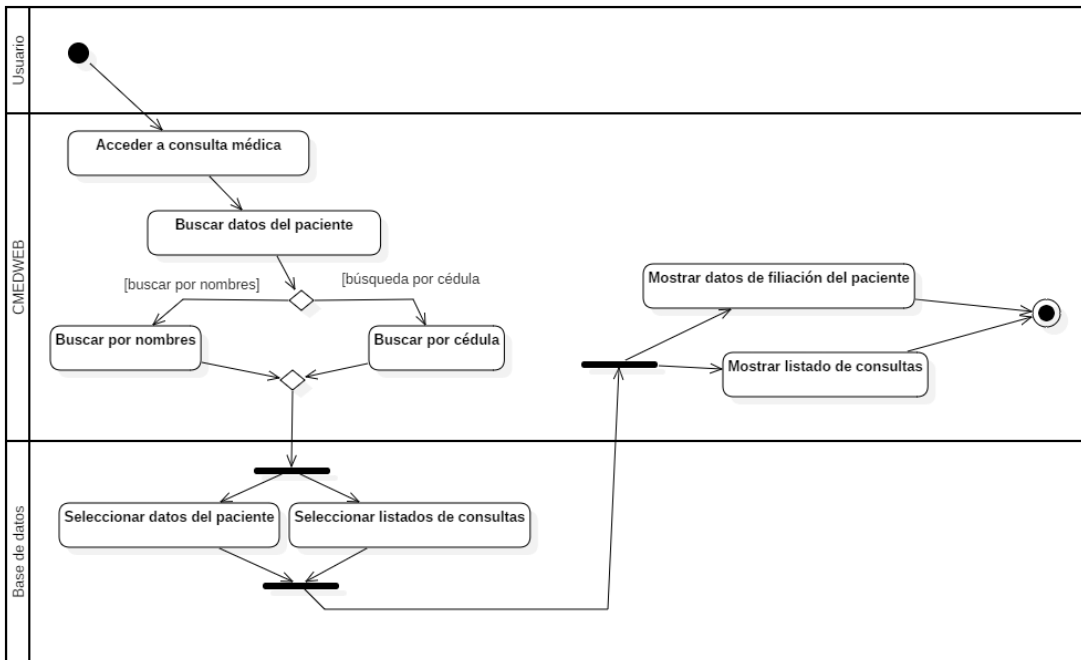 Usuario
CMEDWEB
Acceder a consulta médica
Buscar datos del paciente
[buscar por nombres]
[búsqueda por cédula
Buscar por nombres
Buscar por cédula
Mostrar datos de filiación del paciente
Mostrar listado de consultas
Base de datos
Seleccionar datos del paciente
Seleccionar listados de consultas